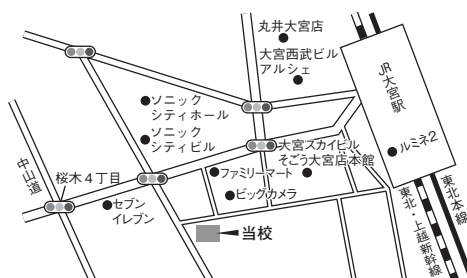 丸井大宮店
大宮西武ビル
アルシェ
JR大宮駅
ソニック
シティホール
ソニック
シティビル
大宮スカイビル
そごう大宮店本館
ルミネ2
中山道
桜木4丁目
ファミリーマート
ビッグカメラ
セブン
イレブン
当校
東北本線
東北・上越新幹線